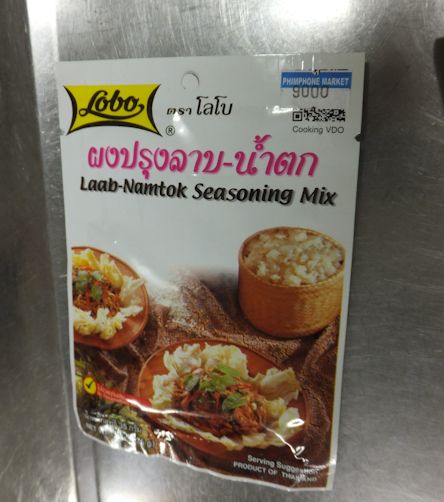 PHIMPHONE MARKET
9000
Lobo
ตรา โลโบ
®
Cooking VDO
ผงปรุงลาบ-น้ำตก
Laab-Namtok Seasoning Mix
Serving Suggestion
PRODUCT OF THAILAND